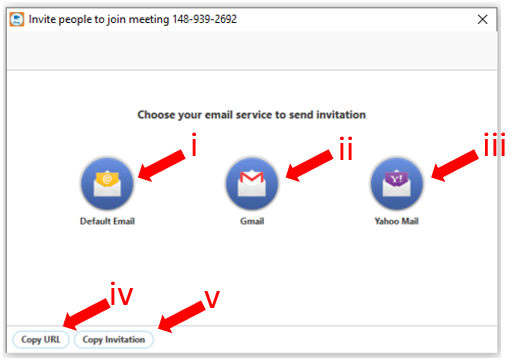 Invite people to join meeting 148-939-2692
Choose your email service to send invitation
i
ii
iii
@
Y!
Default Email
Gmail
Yahoo Mail
iv
v
Copy URL
Copy Invitation